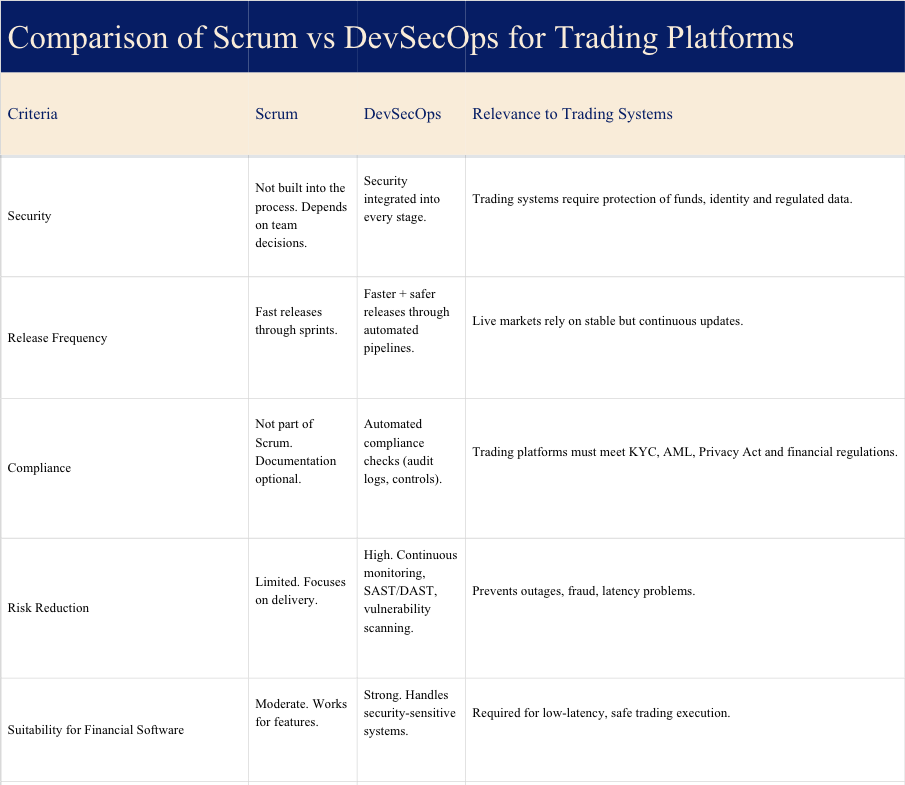 Comparison of Scrum vs DevSecOps for Trading Platforms
Criteria
Scrum
DevSecOps
Relevance to Trading Systems
Security
Not built into the
process. Depends
on team
decisions.
Security
integrated into
every stage.
Trading systems require protection of funds, identity and regulated data.
Release Frequency
Fast releases
through sprints.
Faster + safer
releases through
automated
pipelines.
Live markets rely on stable but continuous updates.
Compliance
Not part of
Scrum.
Documentation
optional.
Automated
compliance
checks (audit
logs, controls).
Trading platforms must meet KYC, AML, Privacy Act and financial regulations.
Risk Reduction
Limited. Focuses
on delivery.
High. Continuous
monitoring,
SAST/DAST,
vulnerability
scanning.
Prevents outages, fraud, latency problems.
Suitability for Financial Software
Moderate. Works
for features.
Strong. Handles
security-sensitive
systems.
Required for low-latency, safe trading execution.